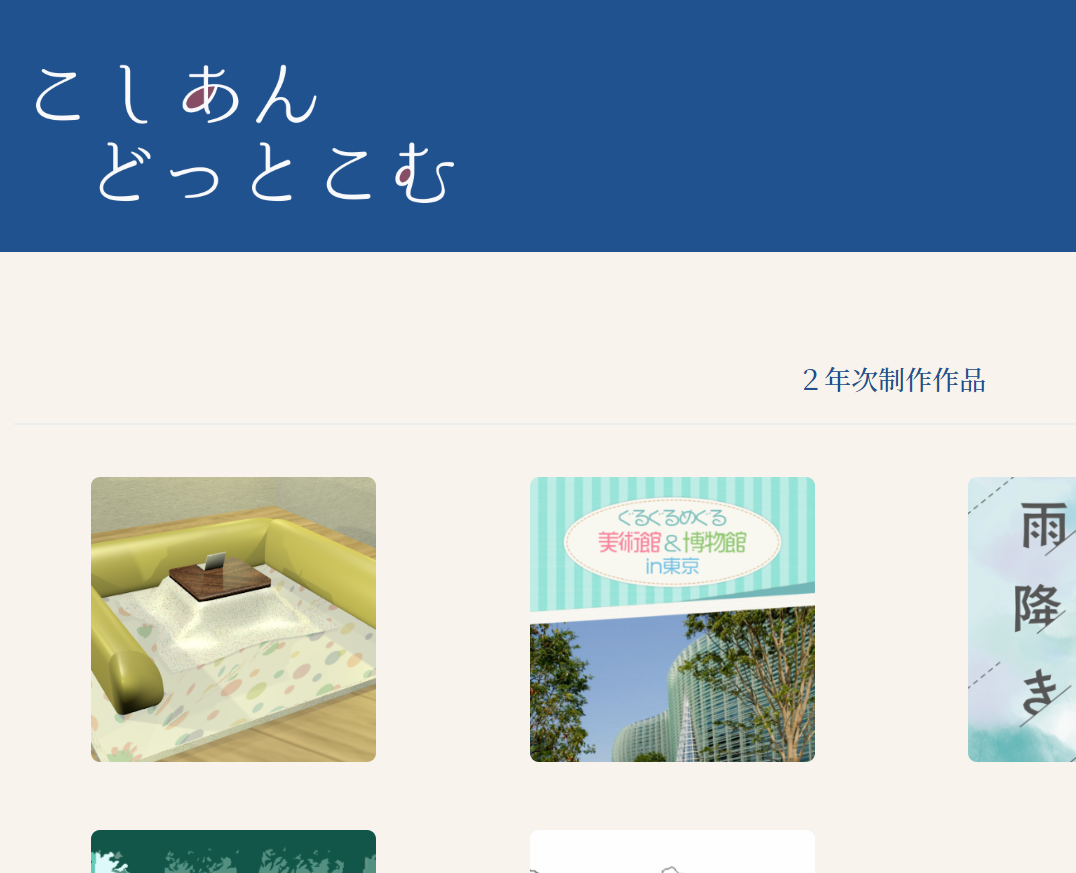 こしあん
どっとこむ
２年次制作作品
ぐるぐるめぐる
美術館＆博物館
in東京
雨
降
き